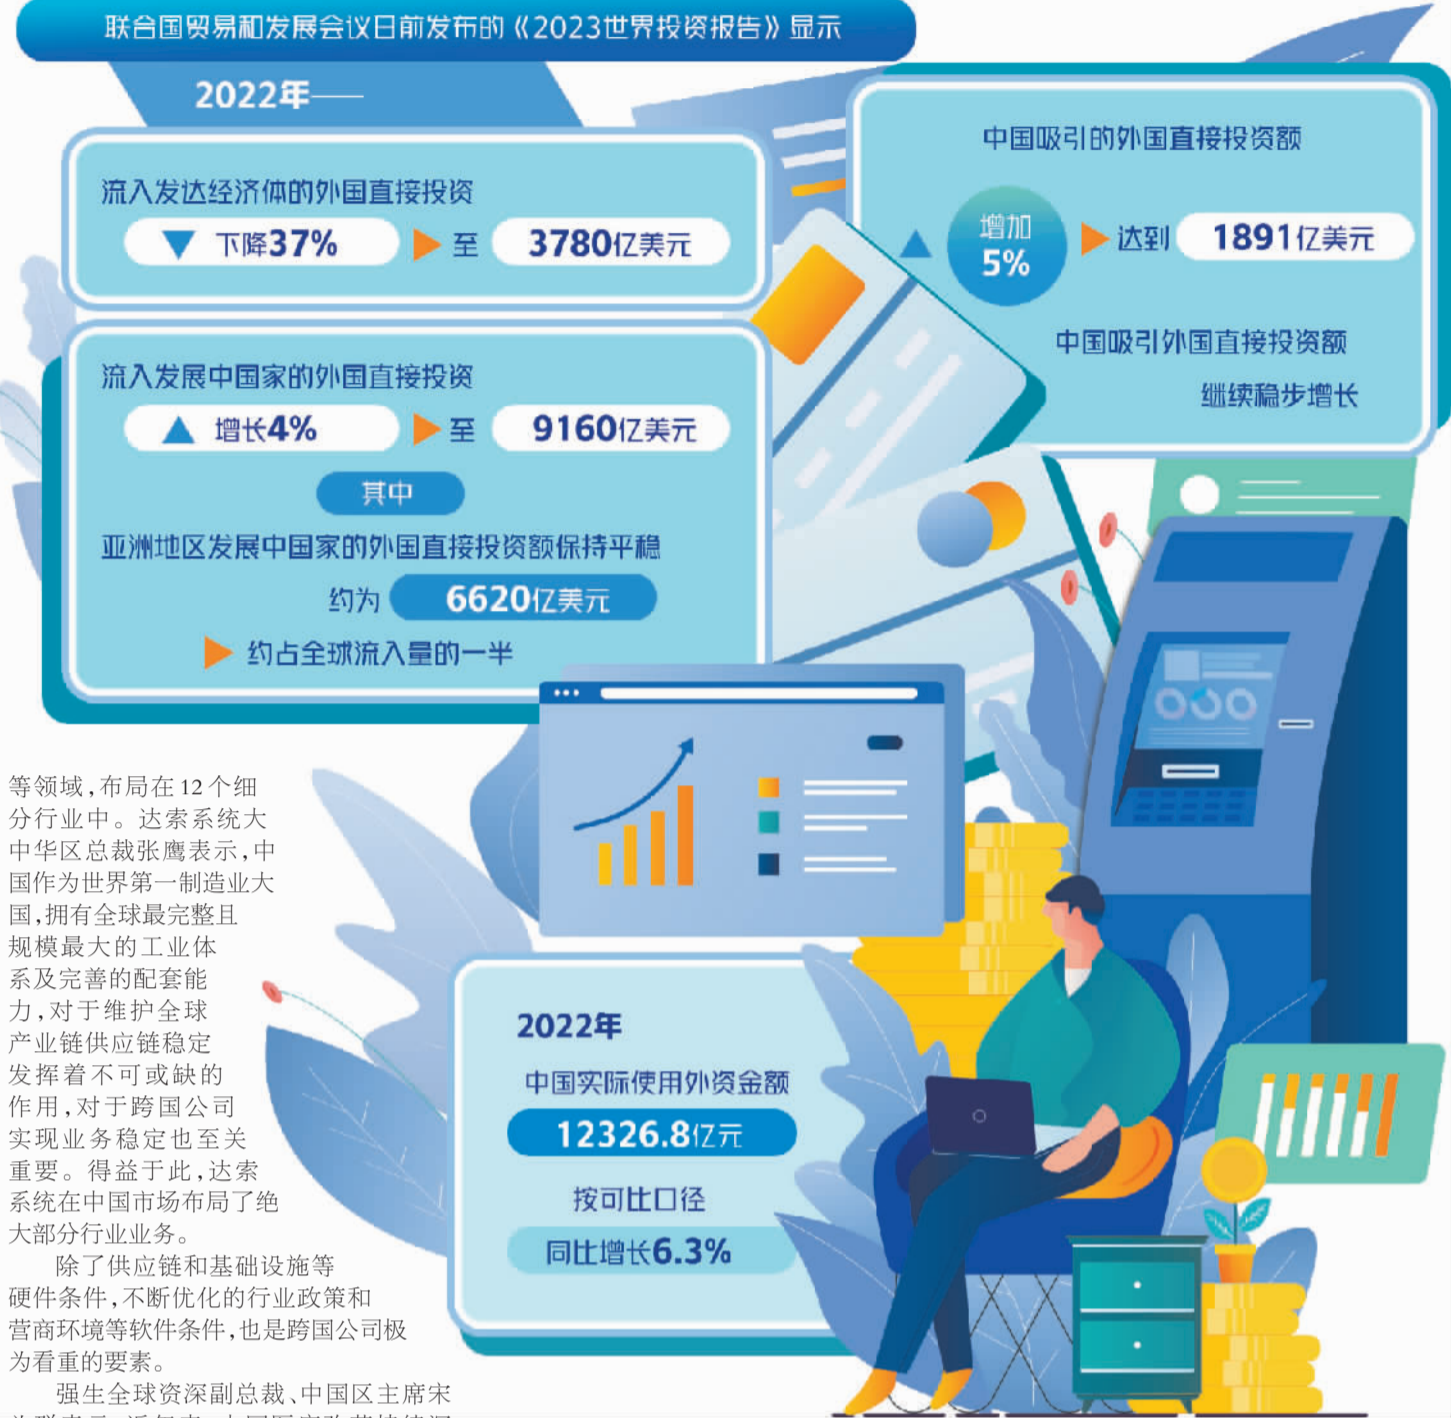 联合国贸易和发展会议日前发布的《2023世界投资报告》显示
2022年——
流入发达经济体的外国直接投资
下降37% 至 3780亿美元
流入发展中国家的外国直接投资
增长4% 至 9160亿美元
其中
亚洲地区发展中国家的外国直接投资额保持平稳
约为 6620亿美元
约占全球流入量的一半
中国吸引的外国直接投资额
增加
5%
达到 1891亿美元
中国吸引外国直接投资额
继续稳步增长
2022年
中国实际使用外资金额
12326.8亿元
按可比口径
同比增长6.3%
等领域，布局在12个细
分行业中。达索系统大
中华区总裁张鹰表示，中
国作为世界第一制造业大
国，拥有全球最完整且
规模最大的工业体
系及完善的配套能
力，对于维护全球
产业链供应链稳定
发挥着不可或缺的
作用，对于跨国公司
实现业务稳定也至关
重要。得益于此，达索
系统在中国市场布局了绝
大部分行业业务。
除了供应链和基础设施等
硬件条件，不断优化的行业政策和
营商环境等软件条件，也是跨国公司极
为看重的要素。
强生全球资深副总裁、中国区主席宋